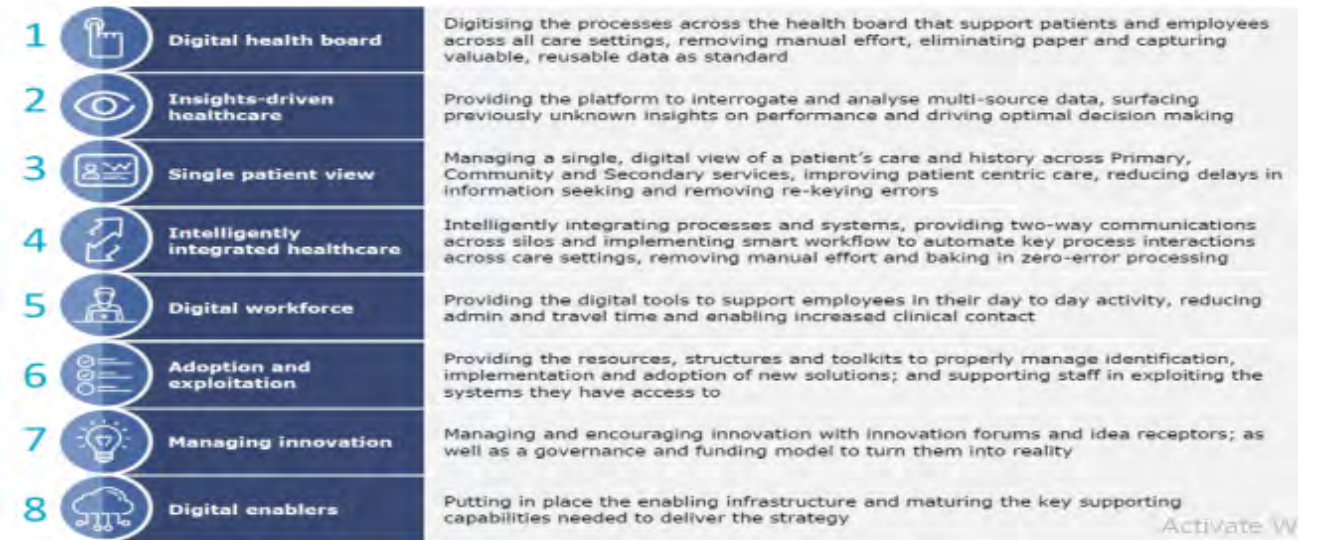 1
Digital health board
Digitising the processes across the health board that support patients and employees
across all care settings, removing manual effort, eliminating paper and capturing
valuable, reusable data as standard
2
Insights-driven
healthcare
Providing the platform to interrogate and analyse multi-source data, surfacing
previously unknown insights on performance and driving optimal decision making
3
Single patient view
Managing a single, digital view of a patient's care and history across Primary,
Community and Secondary services, improving patient centric care, reducing delays in
information seeking and removing re-keying errors
4
Intelligently
integrated healthcare
Intelligently integrating processes and systems, providing two-way communications
across silos and implementing smart workflow to automate key process interactions
across care settings, removing manual effort and baking in zero-error processing
5
Digital workforce
Providing the digital tools to support employees in their day to day activity, reducing
admin and travel time and enabling increased clinical contact
6
Adoption and
exploitation
Providing the resources, structures and toolkits to properly manage identification,
implementation and adoption of new solutions; and supporting staff in exploiting the
systems they have access to
7
Managing innovation
Managing and encouraging innovation with innovation forums and idea receptors; as
well as a governance and funding model to turn them into reality
8
Digital enablers
Putting in place the enabling infrastructure and maturing the key supporting
capabilities needed to deliver the strategy
Activate W